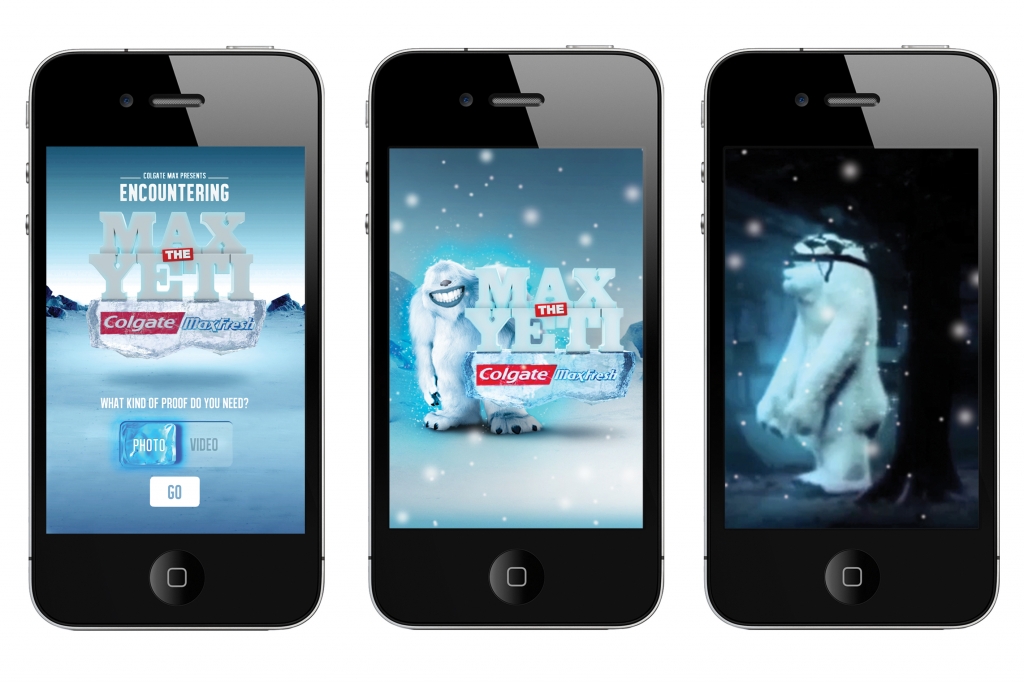 COLGATE MAX PRESENTS
ENCOUNTERING
MAX
THE
YETI
Colgate MaxFresh
WHAT KIND OF PROOF DO YOU NEED?
PHOTO VIDEO
GO
MAX
THE
YETI
Colgate MaxFresh